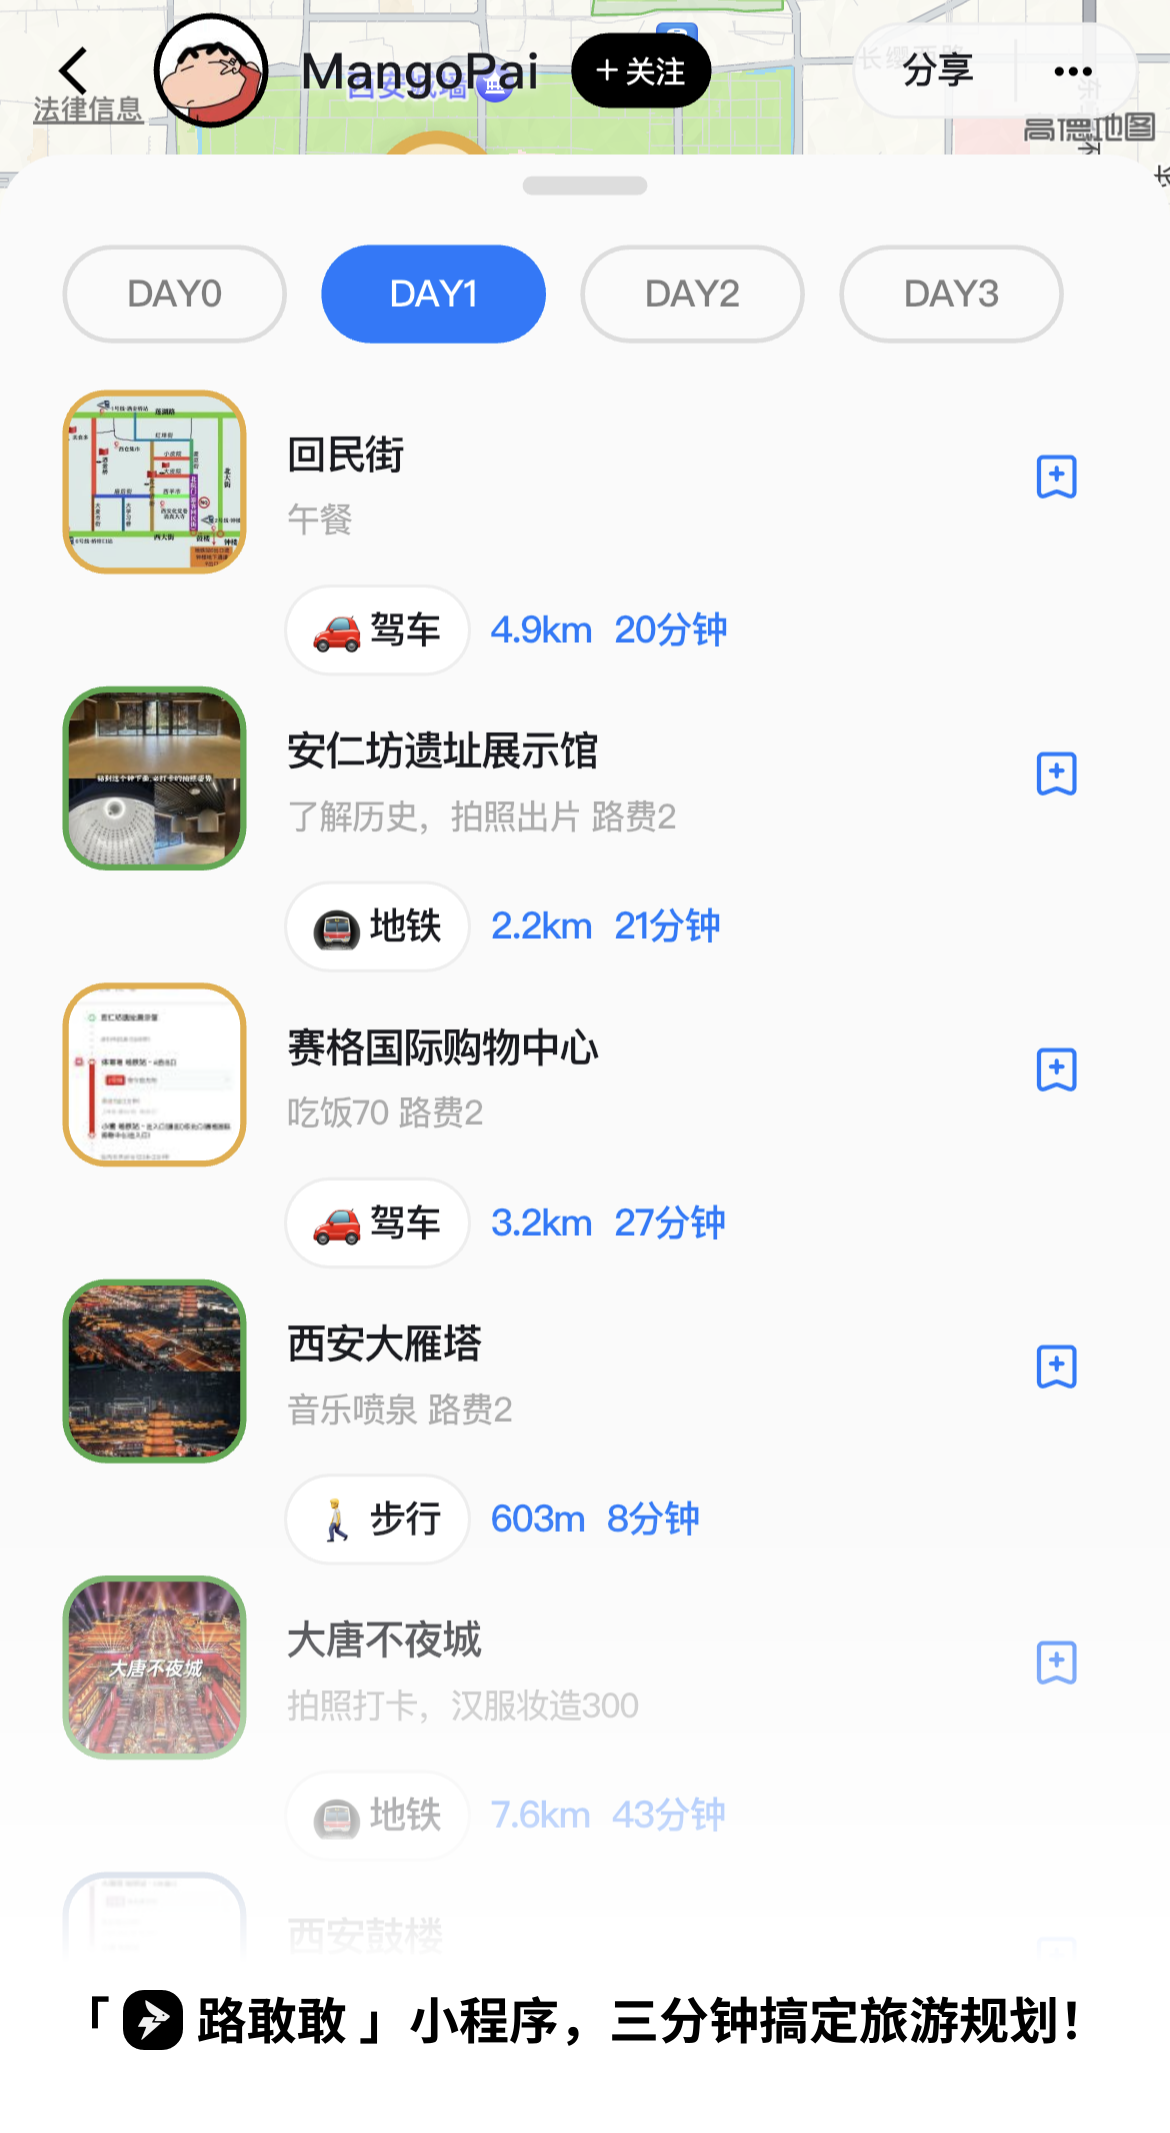 法律信息
MangoPai
+关注
分享
高德地图
DAY0
DAY1
DAY2
DAY3
回民街
午餐
驾车 4.9km 20分钟
安仁坊遗址展示馆
了解历史，拍照出片 路费2
地铁 2.2km 21分钟
赛格国际购物中心
吃饭70 路费2
驾车 3.2km 27分钟
西安大雁塔
音乐喷泉 路费2
步行 603m 8分钟
大唐不夜城
大唐不夜城
拍照打卡，汉服妆造300
地铁 7.6km 43分钟
西安鼓楼
「路敢敢」小程序，三分钟搞定旅游规划！